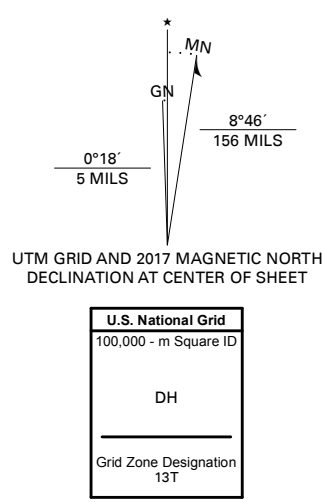 ★
MN
GN
8°46´
156 MILS
0°18´
5 MILS
UTM GRID AND 2017 MAGNETIC NORTH
DECLINATION AT CENTER OF SHEET
U.S. National Grid
100,000 - m Square ID
DH
Grid Zone Designation
13T